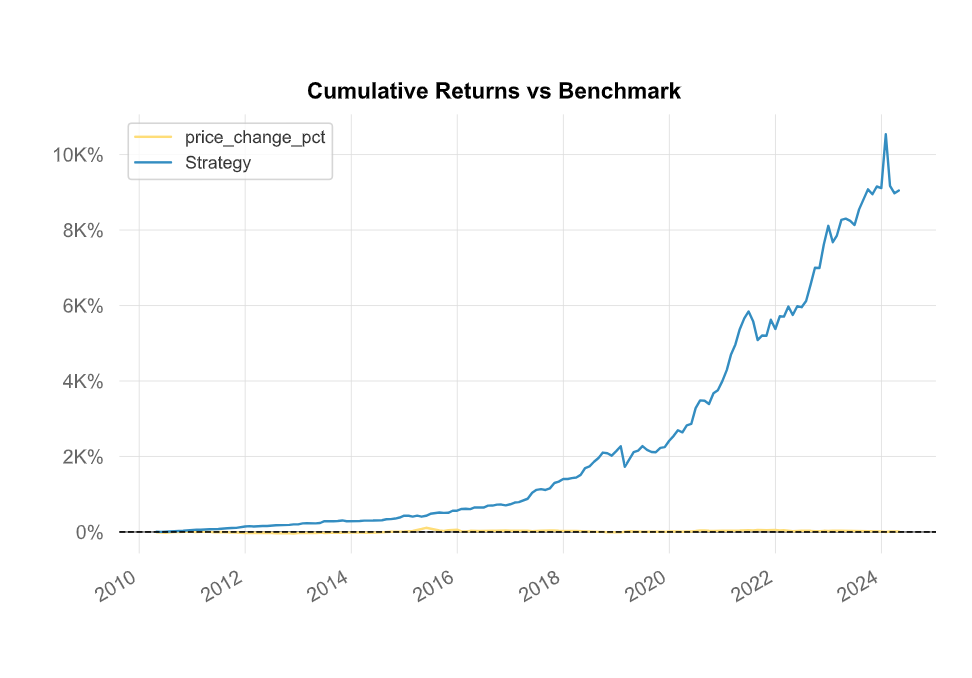 Cumulative Returns vs Benchmark
price_change_pct
Strategy
10K%
8K%
6K%
4K%
2K%
0%
2010
2012
2014
2016
2018
2020
2022
2024